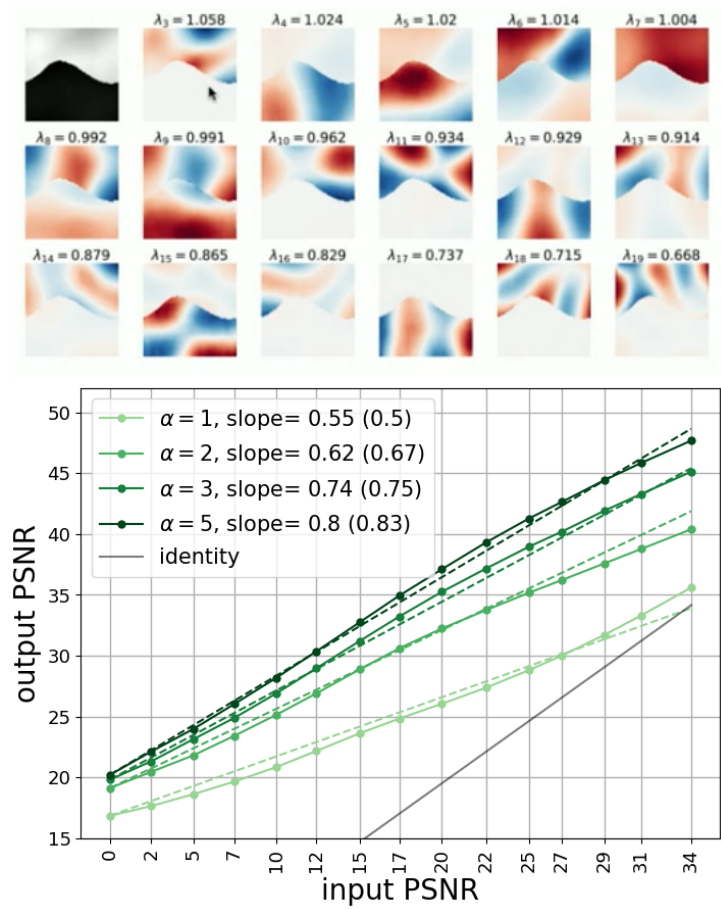 λ₃ = 1.058 λ₄ = 1.024 λ₅ = 1.02 λ₆ = 1.014 λ₇ = 1.004
λ₈ = 0.992 λ₉ = 0.991 λ₁₀ = 0.962 λ₁₁ = 0.934 λ₁₂ = 0.929 λ₁₃ = 0.914
λ₁₄ = 0.879 λ₁₅ = 0.865 λ₁₆ = 0.829 λ₁₇ = 0.737 λ₁₈ = 0.715 λ₁₉ = 0.668
α = 1, slope= 0.55 (0.5)
α = 2, slope= 0.62 (0.67)
α = 3, slope= 0.74 (0.75)
α = 5, slope= 0.8 (0.83)
identity
output PSNR
50
45
40
35
30
25
20
15
0 2 5 7 10 12 15 17 20 22 25 27 29 31 34
input PSNR